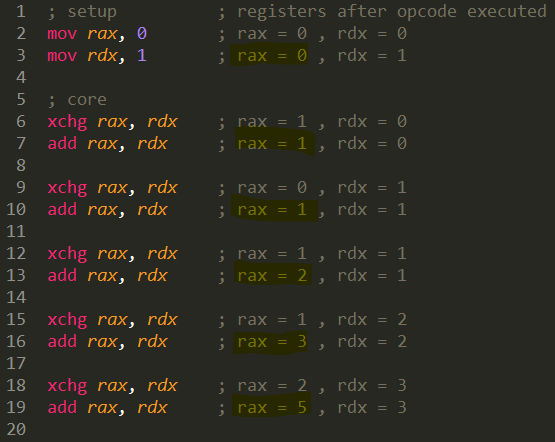 1 ; setup ; registers after opcode executed
2 mov rax, 0 ; rax = 0 , rdx = 0
3 mov rdx, 1 ; rax = 0 , rdx = 1
4
5 ; core
6 xchg rax, rdx ; rax = 1 , rdx = 0
7 add rax, rdx ; rax = 1 , rdx = 0
8
9 xchg rax, rdx ; rax = 0 , rdx = 1
10 add rax, rdx ; rax = 1 , rdx = 1
11
12 xchg rax, rdx ; rax = 1 , rdx = 1
13 add rax, rdx ; rax = 2 , rdx = 1
14
15 xchg rax, rdx ; rax = 1 , rdx = 2
16 add rax, rdx ; rax = 3 , rdx = 2
17
18 xchg rax, rdx ; rax = 2 , rdx = 3
19 add rax, rdx ; rax = 5 , rdx = 3
20